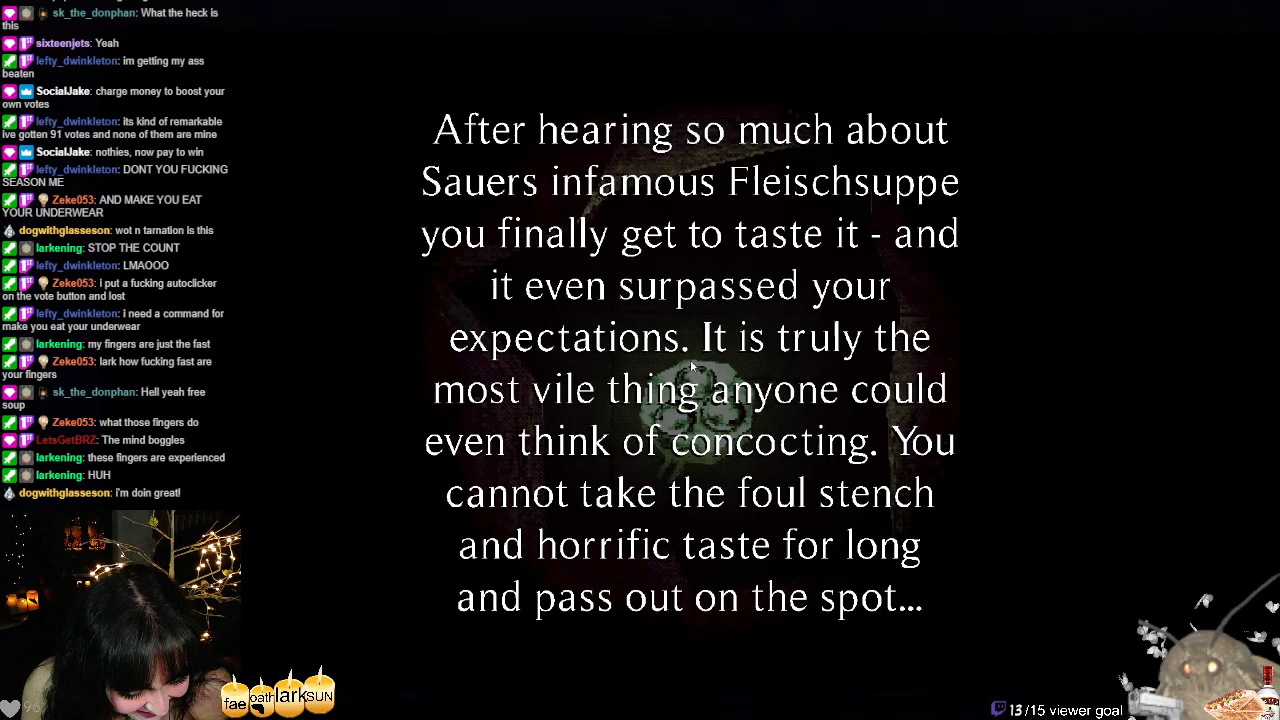 sk_the_donphan: What the heck is
this
sixteenjets: Yeah
lefty_dwinkleton: im getting my ass
beaten
SocialJake: charge money to boost your
own votes
lefty_dwinkleton: its kind of remarkable
ive gotten 91 votes and none of them are mine
SocialJake: nothies, now pay to win
lefty_dwinkleton: DONT YOU FUCKING
SEASON ME
Zeke053: AND MAKE YOU EAT
YOUR UNDERWEAR
dogwithglasseson: wot n tarnation is this
larkening: STOP THE COUNT
lefty_dwinkleton: LMAOOO
Zeke053: i put a fucking autoclicker
on the vote button and lost
lefty_dwinkleton: i need a command for
make you eat your underwear
larkening: my fingers are just the fast
Zeke053: lark how fucking fast are
your fingers
sk_the_donphan: Hell yeah free
soup
Zeke053: what those fingers do
LetsGetBRZ: The mind boggles
larkening: these fingers are experienced
larkening: HUH
dogwithglasseson: i'm doin great!
After hearing so much about
Sauers infamous Fleischsuppe
you finally get to taste it - and
it even surpassed your
expectations. It is truly the
most vile thing anyone could
even think of concocting. You
cannot take the foul stench
and horrific taste for long
and pass out on the spot...
96
fae
oath
lark
SUN
13/15 viewer goal